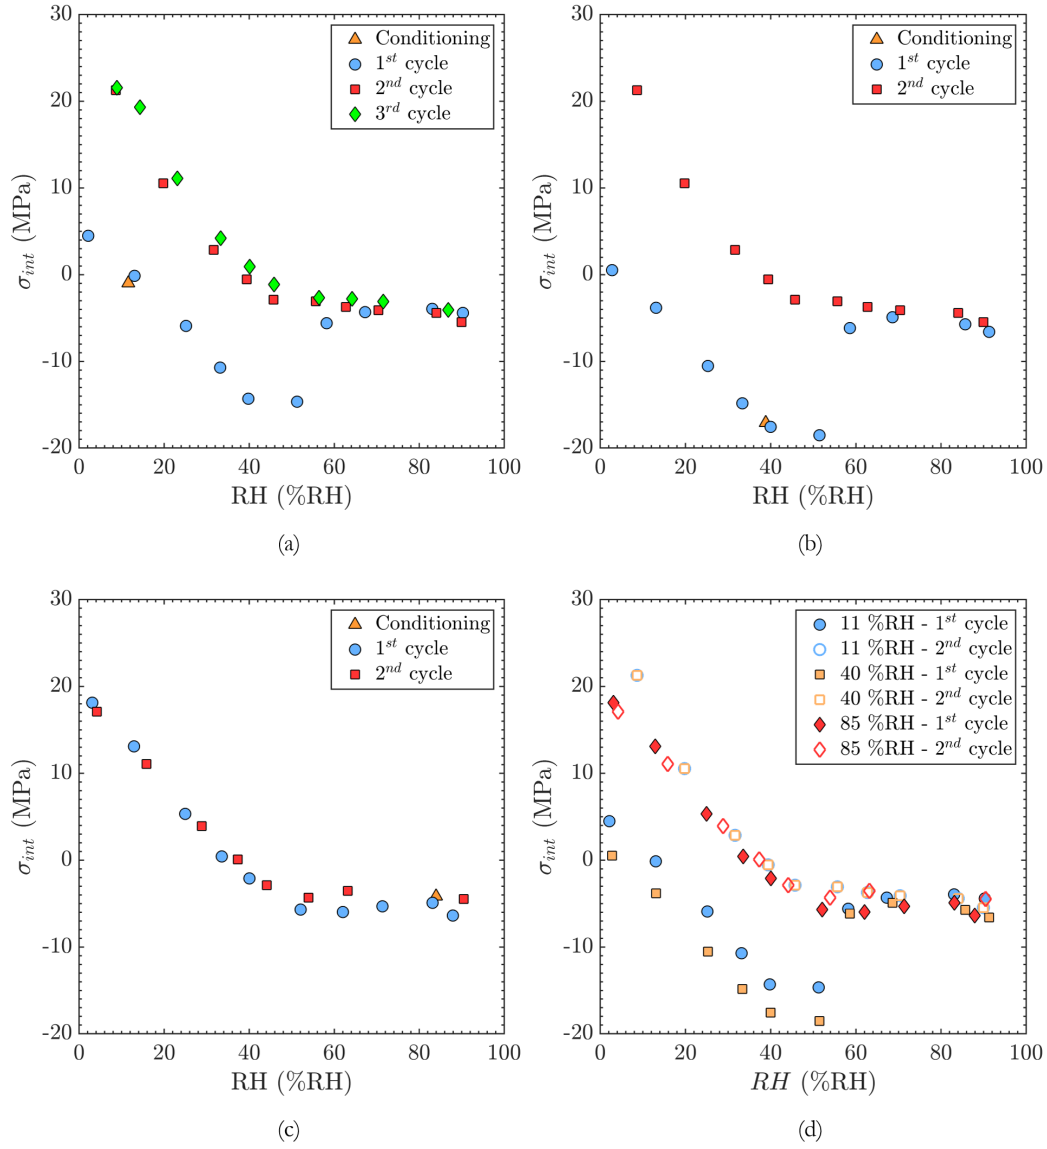 30
20
10
0
-10
-20
0 20 40 60 80 100
σint (MPa)
RH (%RH)
Conditioning
1st cycle
2nd cycle
3rd cycle
(a)
30
20
10
0
-10
-20
0 20 40 60 80 100
σint (MPa)
RH (%RH)
Conditioning
1st cycle
2nd cycle
(b)
30
20
10
0
-10
-20
0 20 40 60 80 100
σint (MPa)
RH (%RH)
Conditioning
1st cycle
2nd cycle
(c)
30
20
10
0
-10
-20
0 20 40 60 80 100
σint (MPa)
RH (%RH)
11 %RH - 1st cycle
11 %RH - 2nd cycle
40 %RH - 1st cycle
40 %RH - 2nd cycle
85 %RH - 1st cycle
85 %RH - 2nd cycle
(d)